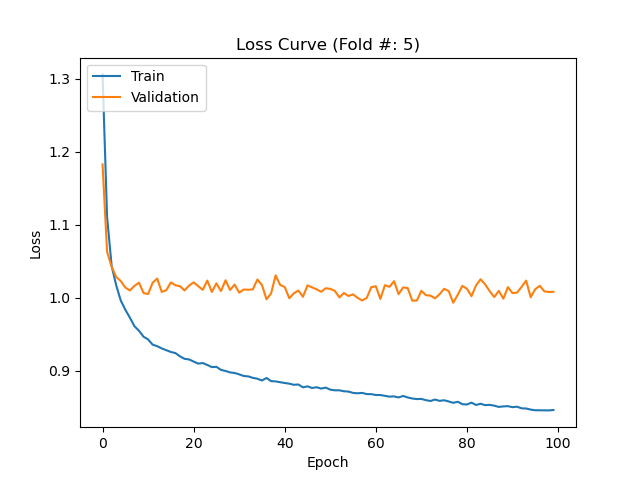 Loss Curve (Fold #: 5)
Train
Validation
1.3
1.2
1.1
1.0
0.9
Loss
0 20 40 60 80 100
Epoch